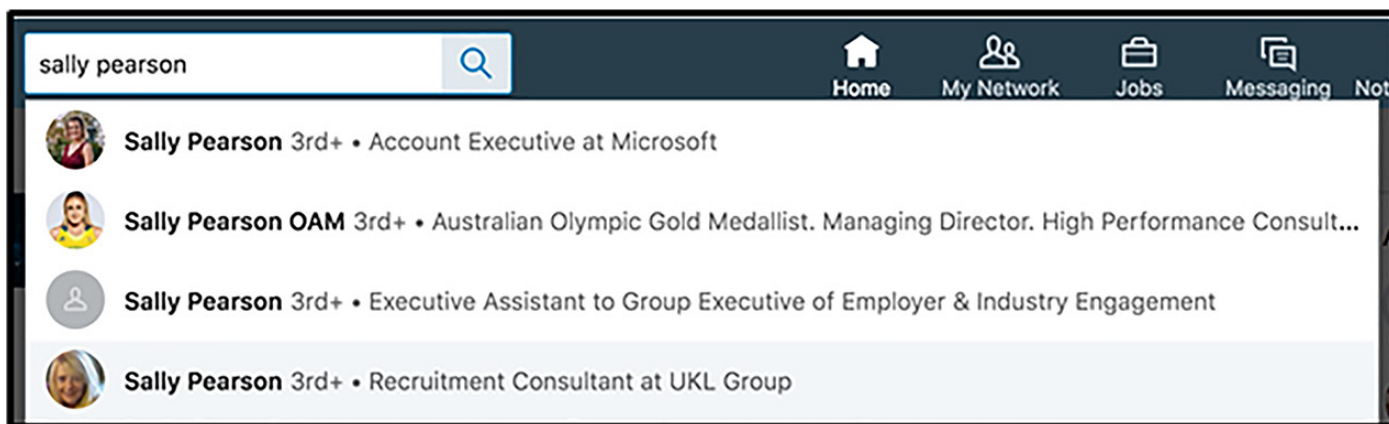 sally pearson
Home My Network Jobs Messaging Not
Sally Pearson 3rd+ • Account Executive at Microsoft
Sally Pearson OAM 3rd+ • Australian Olympic Gold Medallist. Managing Director. High Performance Consult...
Sally Pearson 3rd+ • Executive Assistant to Group Executive of Employer & Industry Engagement
Sally Pearson 3rd+ • Recruitment Consultant at UKL Group